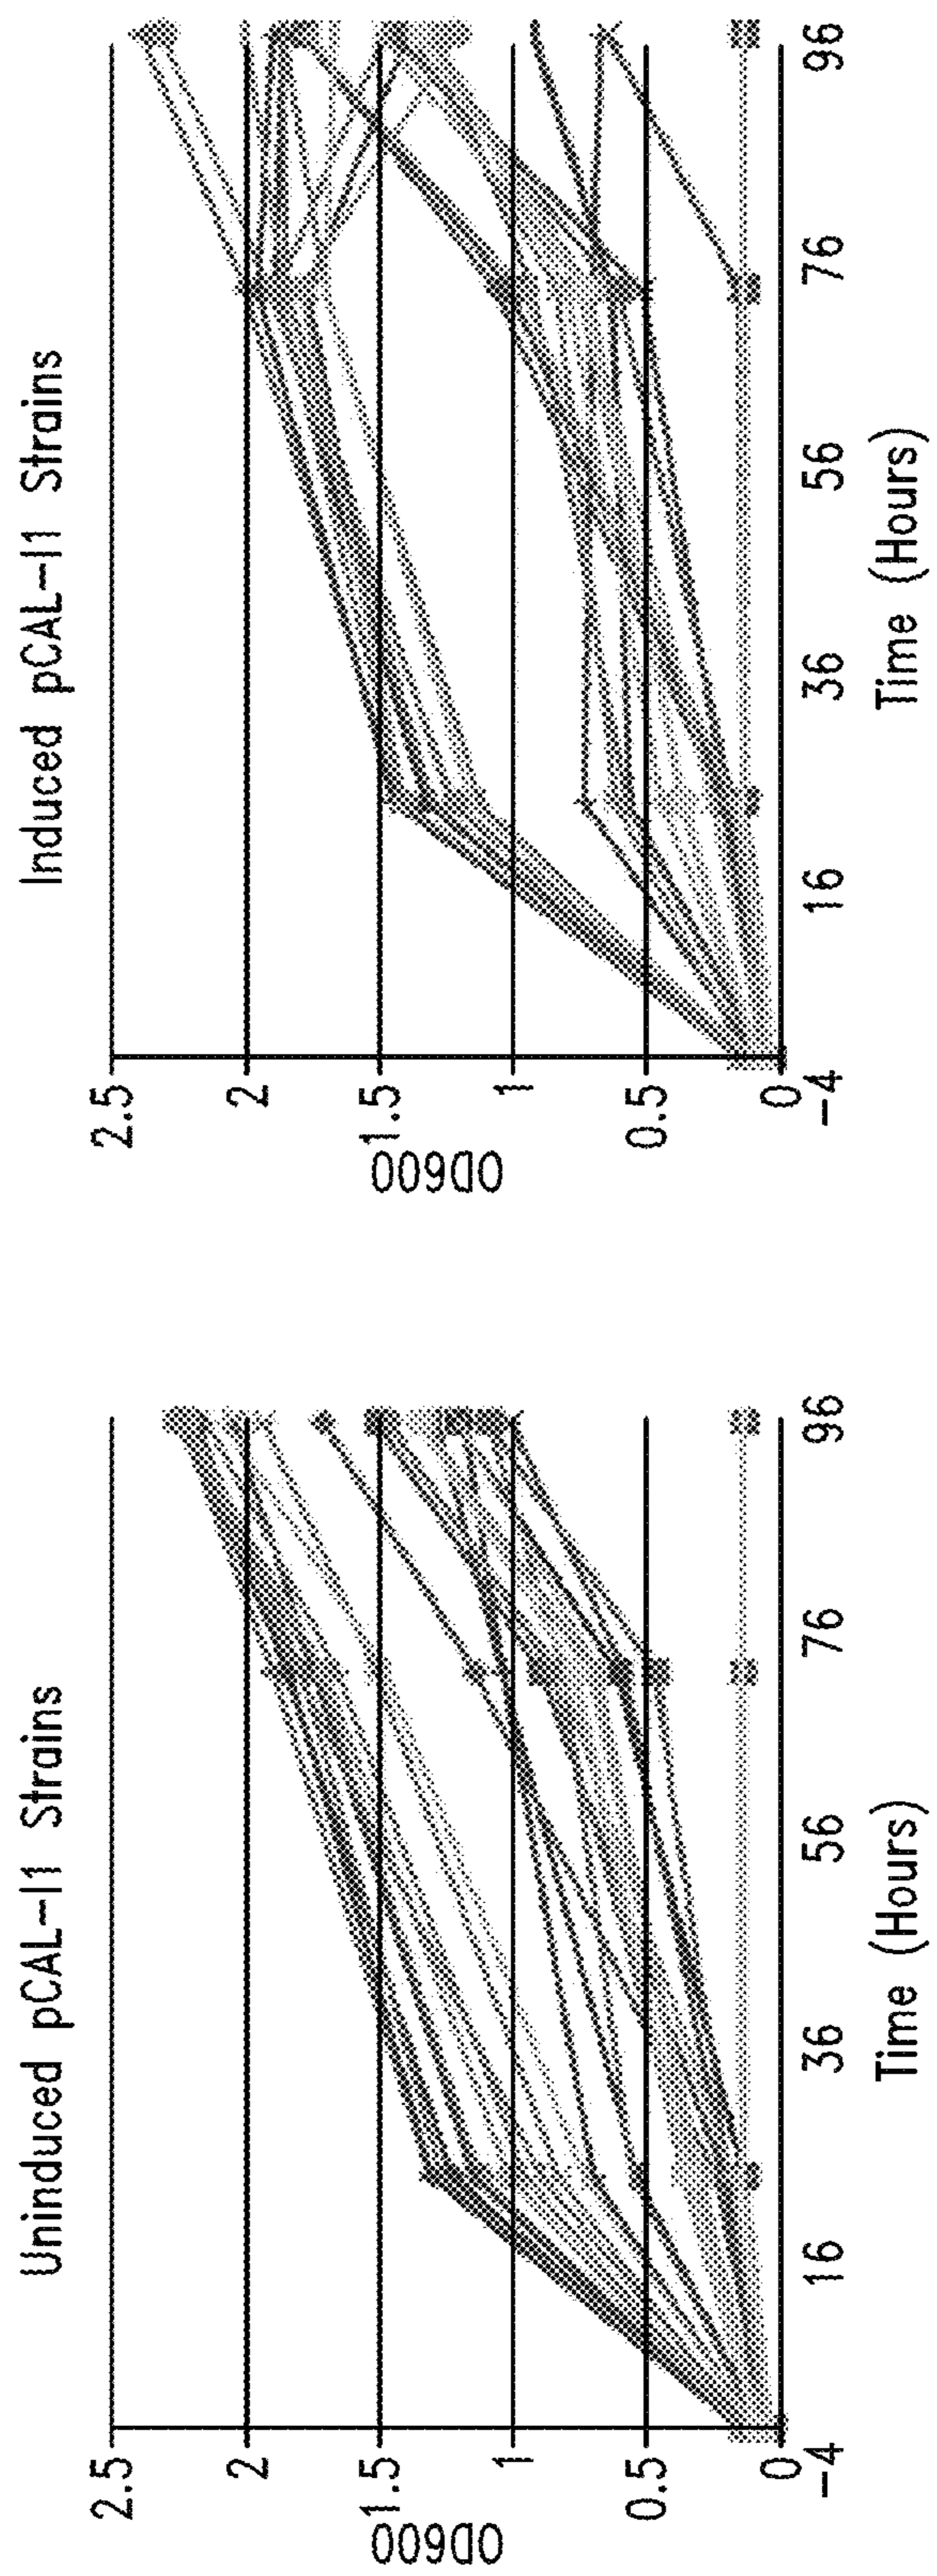 Uninduced pCAL-I1 Strains
OD600
2.5
2
1.5
1
0.5
0
-4 16 36 56 76 96
Time (Hours)
Induced pCAL-I1 Strains
OD600
2.5
2
1.5
1
0.5
0
-4 16 36 56 76 96
Time (Hours)